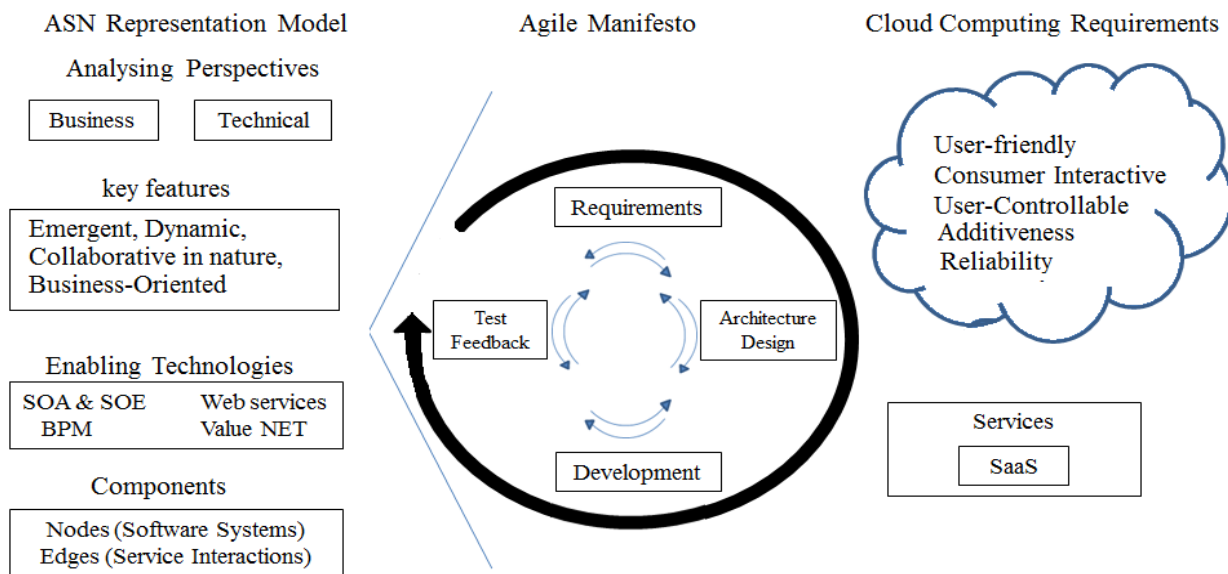 ASN Representation Model
Analysing Perspectives
Business
Technical
key features
Emergent, Dynamic,
Collaborative in nature,
Business-Oriented
Enabling Technologies
SOA & SOE
Web services
BPM
Value NET
Components
Nodes (Software Systems)
Edges (Service Interactions)
Agile Manifesto
Requirements
Test
Feedback
Architecture
Design
Development
Cloud Computing Requirements
User-friendly
Consumer Interactive
User-Controllable
Additiveness
Reliability
Services
SaaS